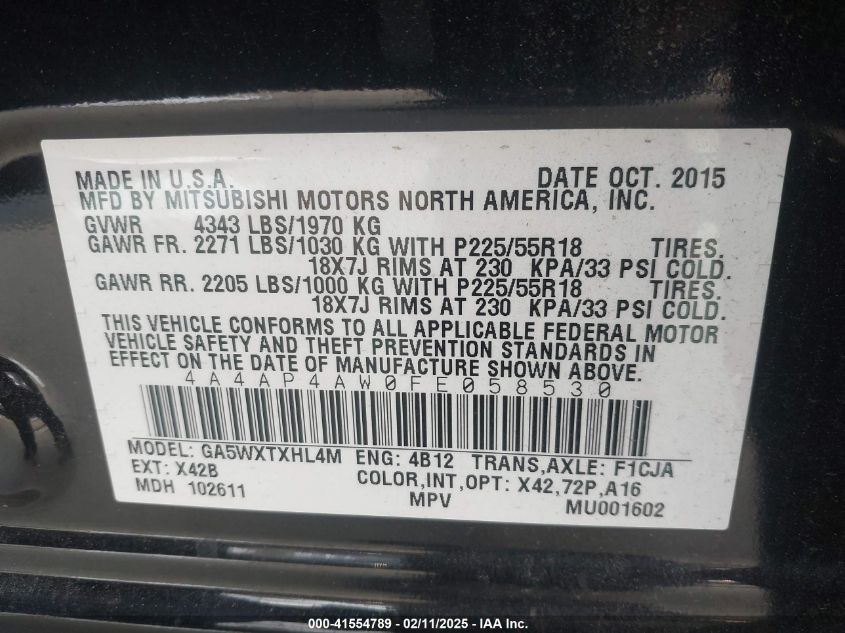 MADE IN U.S.A. DATE OCT. 2015
MFD BY MITSUBISHI MOTORS NORTH AMERICA, INC.
GVWR 4343 LBS/1970 KG
GAWR FR. 2271 LBS/1030 KG WITH P225/55R18 TIRES.
18X7J RIMS AT 230 KPA/33 PSI COLD.
GAWR RR. 2205 LBS/1000 KG WITH P225/55R18 TIRES.
18X7J RIMS AT 230 KPA/33 PSI COLD.
THIS VEHICLE CONFORMS TO ALL APPLICABLE FEDERAL MOTOR
VEHICLE SAFETY AND THEFT PREVENTION STANDARDS IN
EFFECT ON THE DATE OF MANUFACTURE SHOWN ABOVE.
4A4AP4AW0FE058530
MODEL: GA5WXTXHL4M ENG: 4B12 TRANS,AXLE: F1CJA
EXT: X42B COLOR,INT,OPT: X42,72P,A16
MDH 102611 MPV MU001602
000-41554789 - 02/11/2025 - IAA Inc.